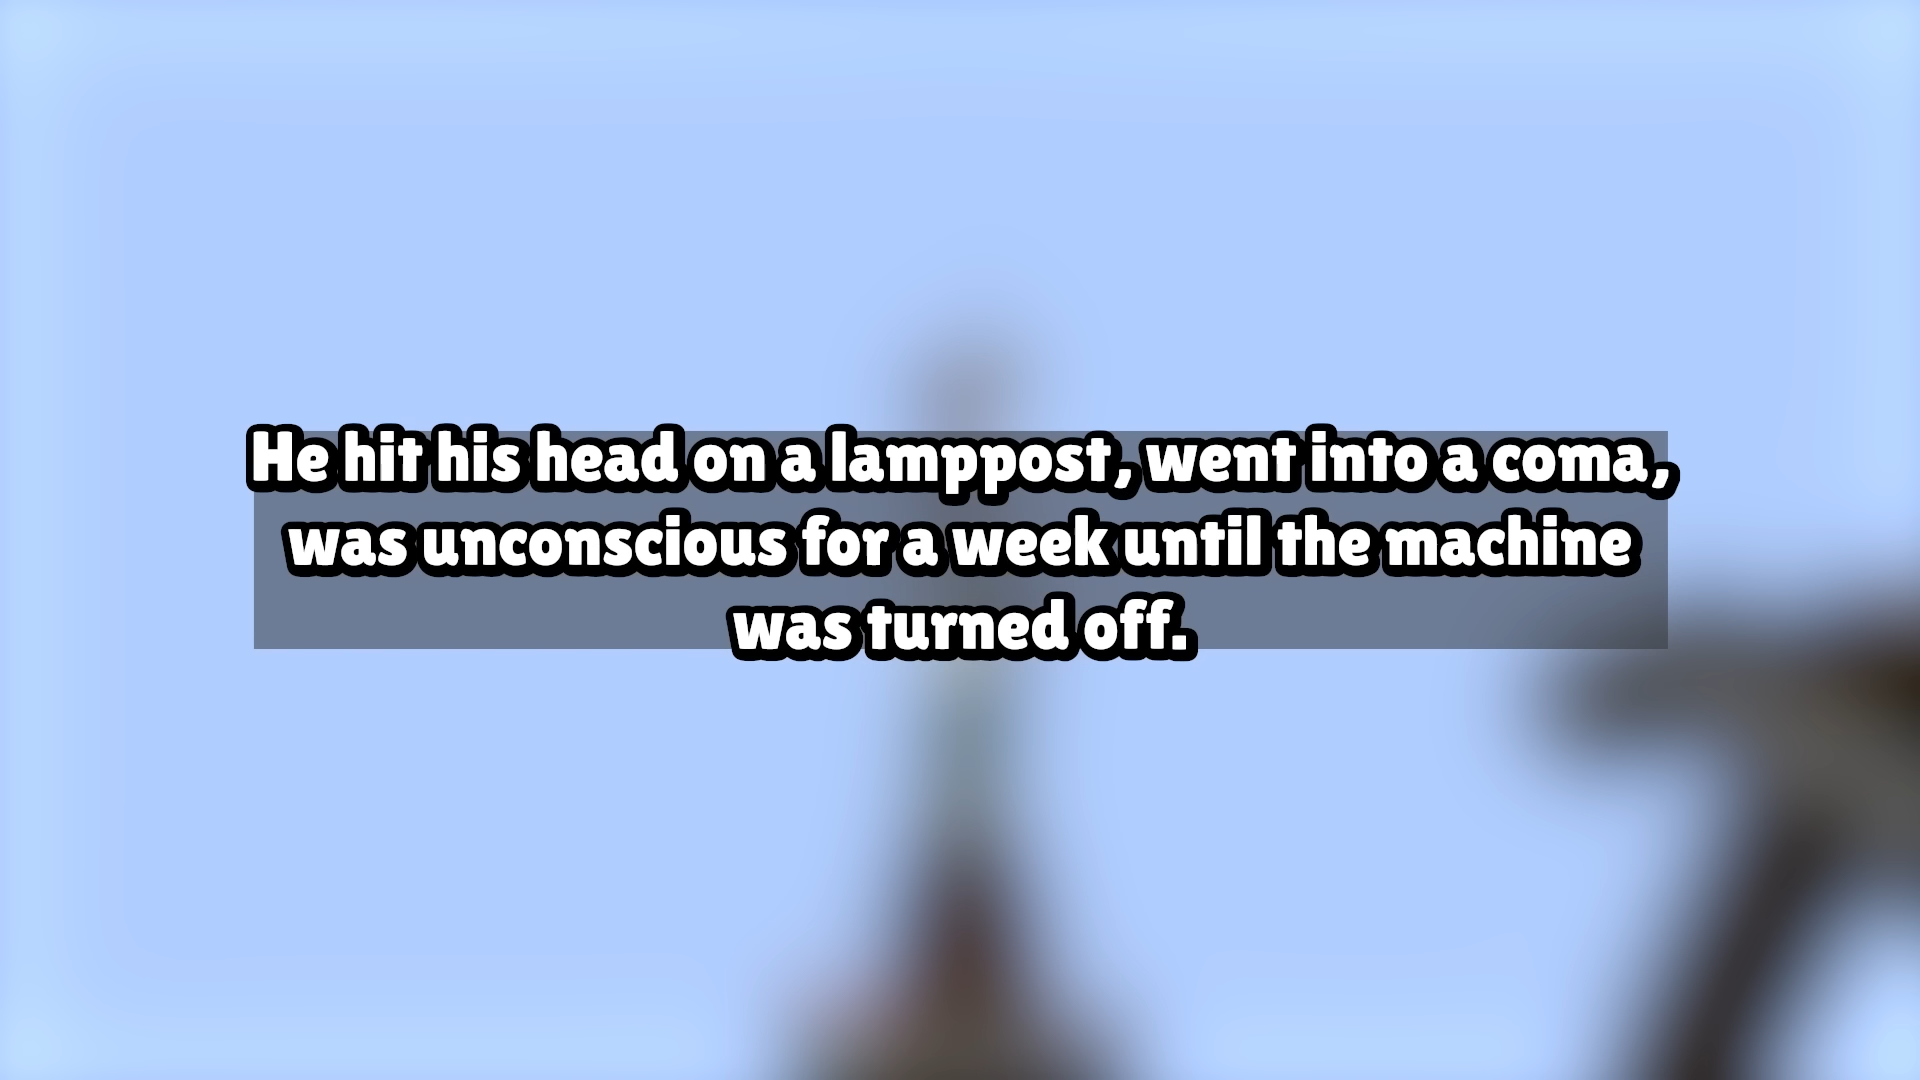 He hit his head on a lamppost, went into a coma,
was unconscious for a week until the machine
was turned off.